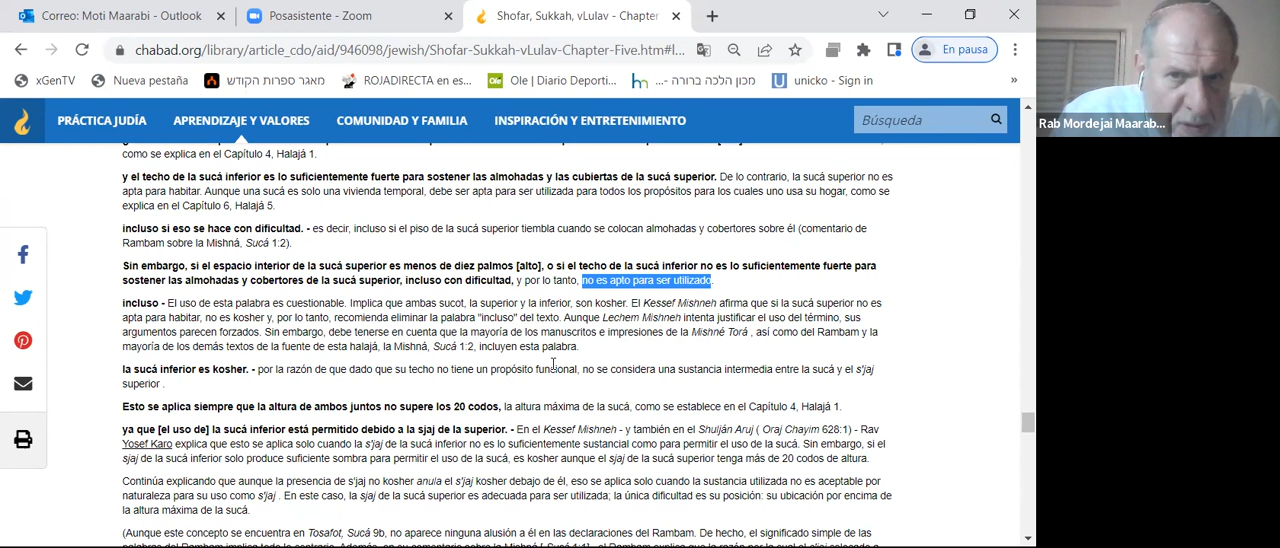 Correo: Moti Maarabi - Outlook
Posasistente - Zoom
Shofar, Sukkah, vLulav - Chapter
chabad.org/library/article_cdo/aid/946098/jewish/Shofar-Sukkah-vLulav-Chapter-Five.htm#l...
En pausa
xGenTV
Nueva pestaña
מאגר ספרות הקודש
ROJADIRECTA en es...
Ole | Diario Deporti...
מכון הלכה ברורה -...
unicko - Sign in
»
PRÁCTICA JUDÍA
APRENDIZAJE Y VALORES
COMUNIDAD Y FAMILIA
INSPIRACIÓN Y ENTRETENIMIENTO
Búsqueda
Rab Mordejai Maarab...
como se explica en el Capítulo 4, Halajá 1.
y el techo de la sucá inferior es lo suficientemente fuerte para sostener las almohadas y las cubiertas de la sucá superior. De lo contrario, la sucá superior no es
apta para habitar. Aunque una sucá es solo una vivienda temporal, debe ser apta para ser utilizada para todos los propósitos para los cuales uno usa su hogar, como se
explica en el Capítulo 6, Halajá 5.
incluso si eso se hace con dificultad. - es decir, incluso si el piso de la sucá superior tiembla cuando se colocan almohadas y cobertores sobre él (comentario de
Rambam sobre la Mishná, Sucá 1:2).
Sin embargo, si el espacio interior de la sucá superior es menos de diez palmos [alto], o si el techo de la sucá inferior no es lo suficientemente fuerte para
sostener las almohadas y cobertores de la sucá superior, incluso con dificultad, y por lo tanto, no es apto para ser utilizado.
incluso - El uso de esta palabra es cuestionable. Implica que ambas sucot, la superior y la inferior, son kosher. El Kessef Mishneh afirma que si la sucá superior no es
apta para habitar, no es kosher y, por lo tanto, recomienda eliminar la palabra "incluso" del texto. Aunque Lechem Mishneh intenta justificar el uso del término, sus
argumentos parecen forzados. Sin embargo, debe tenerse en cuenta que la mayoría de los manuscritos e impresiones de la Mishné Torá , así como del Rambam y la
mayoría de los demás textos de la fuente de esta halajá, la Mishná, Sucá 1:2, incluyen esta palabra.
la sucá inferior es kosher. - por la razón de que dado que su techo no tiene un propósito funcional, no se considera una sustancia intermedia entre la sucá y el s'jaj
superior .
Esto se aplica siempre que la altura de ambos juntos no supere los 20 codos, la altura máxima de la sucá, como se establece en el Capítulo 4, Halajá 1.
ya que [el uso de] la sucá inferior está permitido debido a la sjaj de la superior. - En el Kessef Mishneh - y también en el Shulján Aruj ( Oraj Chayim 628:1) - Rav
Yosef Karo explica que esto se aplica solo cuando la s'jaj de la sucá inferior no es lo suficientemente sustancial como para permitir el uso de la sucá. Sin embargo, si el
sjaj de la sucá inferior solo produce suficiente sombra para permitir el uso de la sucá, es kosher aunque el sjaj de la sucá superior tenga más de 20 codos de altura.
Continúa explicando que aunque la presencia de s'jaj no kosher anula el s'jaj kosher debajo de él, eso se aplica solo cuando la sustancia utilizada no es aceptable por
naturaleza para su uso como s'jaj . En este caso, la sjaj de la sucá superior es adecuada para ser utilizada; la única dificultad es su posición: su ubicación por encima de
la altura máxima de la sucá.
(Aunque este concepto se encuentra en Tosafot, Sucá 9b, no aparece ninguna alusión a él en las declaraciones del Rambam. De hecho, el significado simple de las